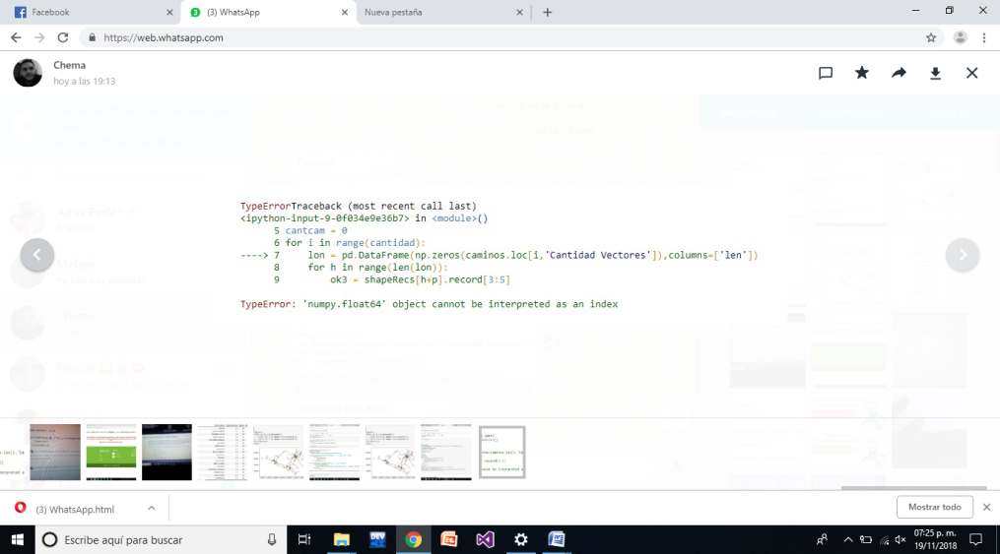 Facebook
(3) WhatsApp
Nueva pestaña
https://web.whatsapp.com
Chema
hoy a las 19:13
TypeErrorTraceback (most recent call last)
<ipython-input-9-0f034e9e36b7> in <module>()
5 cantcam = 0
6 for i in range(cantidad):
----> 7 lon = pd.DataFrame(np.zeros(caminos.loc[i,'Cantidad Vectores']),columns=['len'])
8 for h in range(len(lon)):
9 ok3 = shapeRecs[h+p].record[3:5]
TypeError: 'numpy.float64' object cannot be interpreted as an index
Chema
Familia
(3) WhatsApp.html
Mostrar todo
Escribe aquí para buscar
DEV
07:25 p. m.
19/11/2018